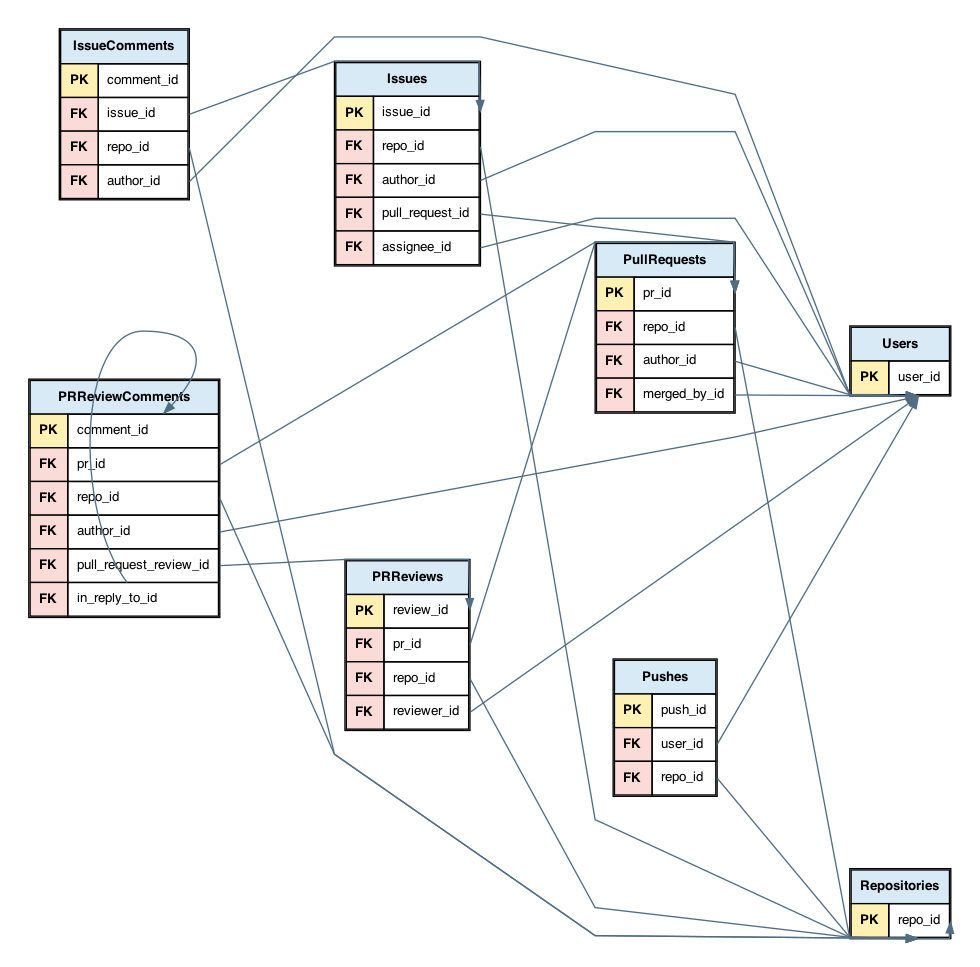 IssueComments
PK comment_id
FK issue_id
FK repo_id
FK author_id
Issues
PK issue_id
FK repo_id
FK author_id
FK pull_request_id
FK assignee_id
PullRequests
PK pr_id
FK repo_id
FK author_id
FK merged_by_id
Users
PK user_id
PRReviewComments
PK comment_id
FK pr_id
FK repo_id
FK author_id
FK pull_request_review_id
FK in_reply_to_id
PRReviews
PK review_id
FK pr_id
FK repo_id
FK reviewer_id
Pushes
PK push_id
FK user_id
FK repo_id
Repositories
PK repo_id